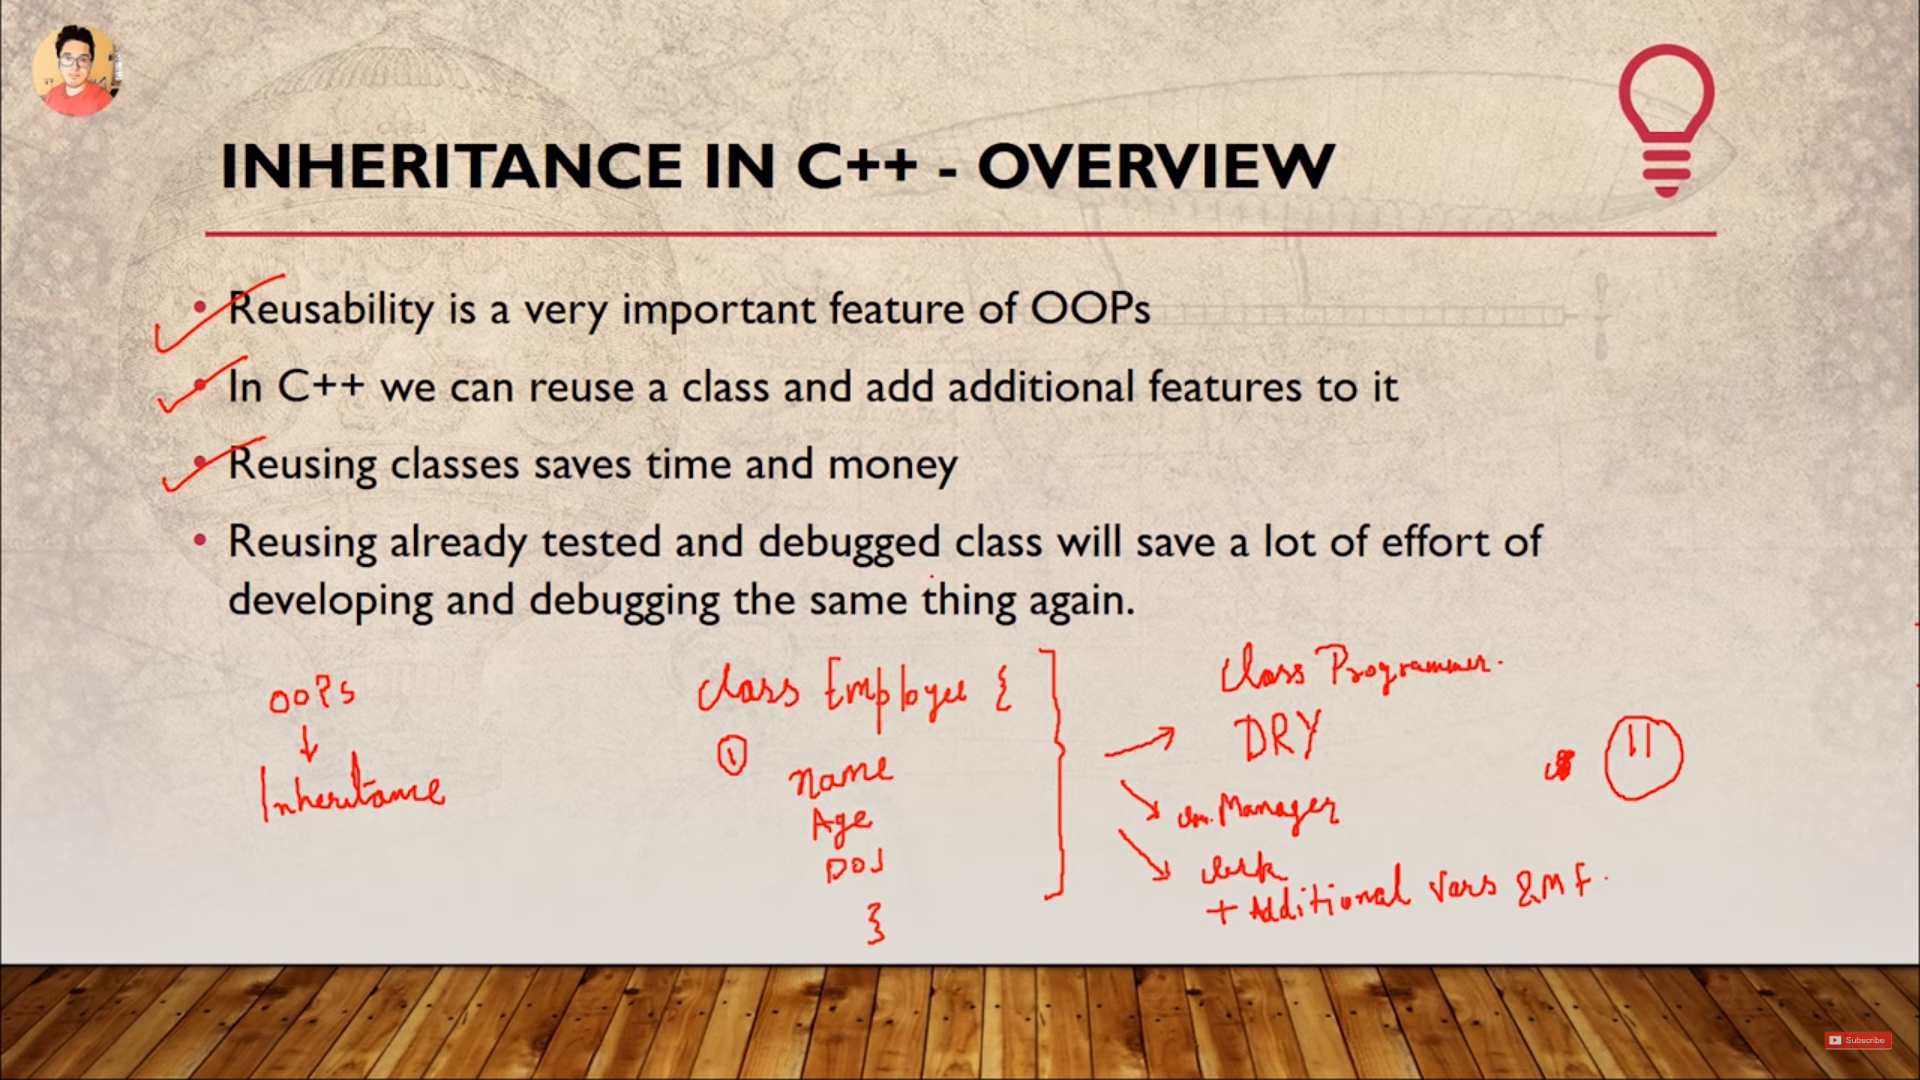 INHERITANCE IN C++ - OVERVIEW
• Reusability is a very important feature of OOPs
• In C++ we can reuse a class and add additional features to it
• Reusing classes saves time and money
• Reusing already tested and debugged class will save a lot of effort of
developing and debugging the same thing again.
OOPs
↓
Inheritance
class Employee {
①
Name
Age
DOJ
}
class Programmer.
DRY
Manager
clerk
+ Additional Vars & M F.
11
Subscribe